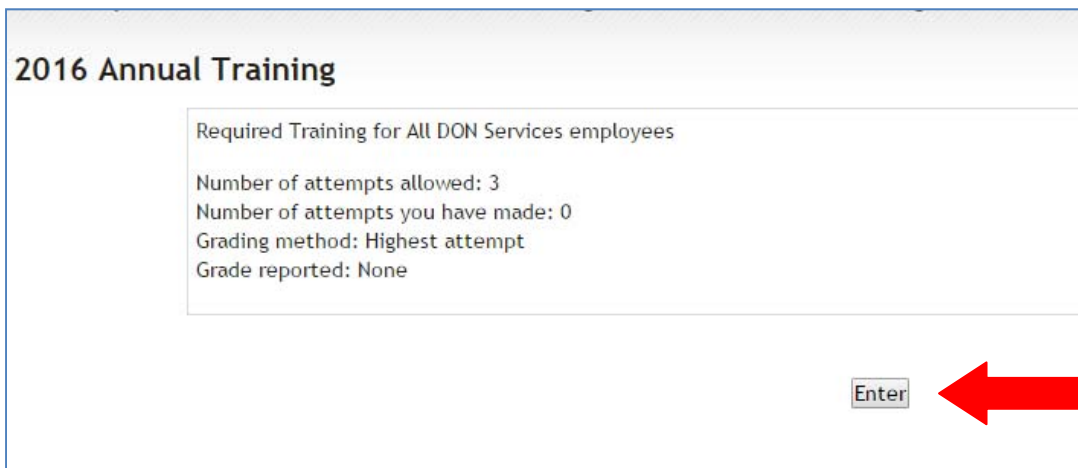 2016 Annual Training
Required Training for All DON Services employees
Number of attempts allowed: 3
Number of attempts you have made: 0
Grading method: Highest attempt
Grade reported: None
Enter